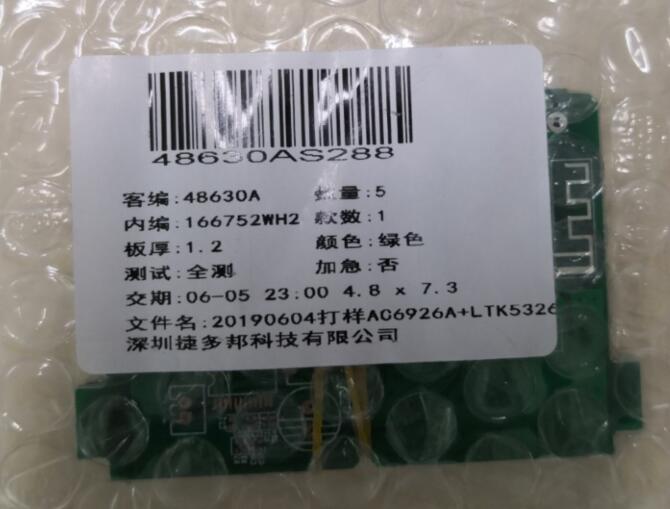 48630AS288
客编:48630A 数量:5
内编:166752WH2 款数:1
板厚:1.2 颜色:绿色
测试:全测 加急:否
交期:06-05 23:00 4.8 x 7.3
文件名:20190604打样AC6926A+LTK5326
深圳捷多邦科技有限公司